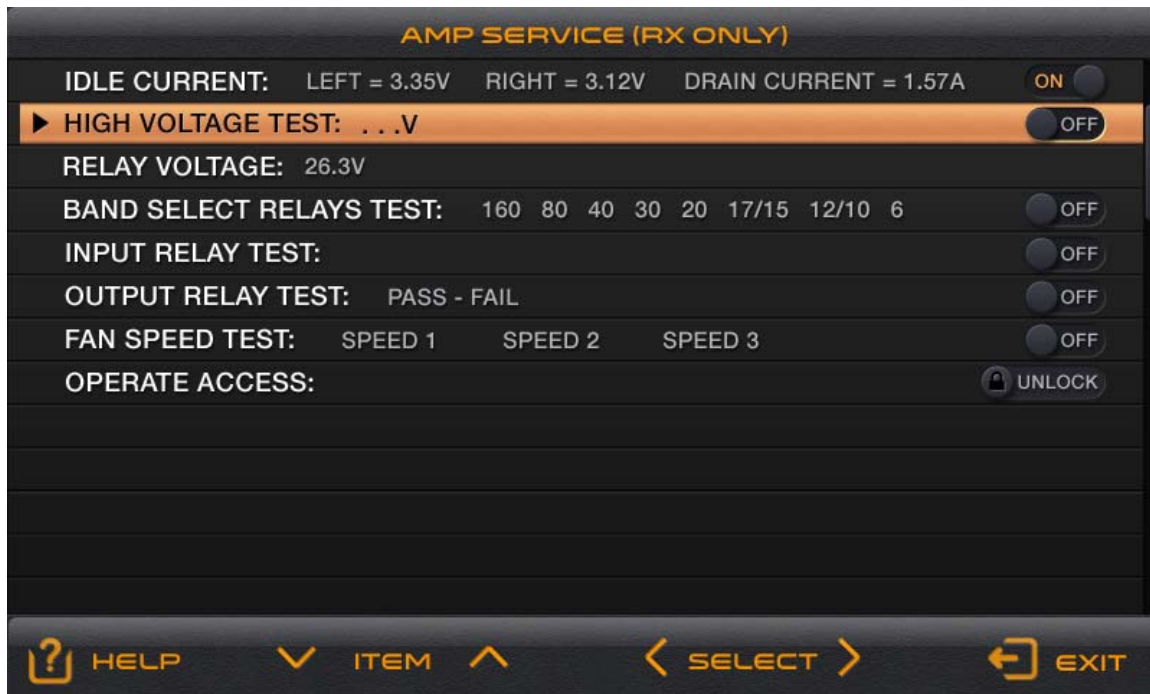 AMP SERVICE (RX ONLY)
IDLE CURRENT: LEFT = 3.35V RIGHT = 3.12V DRAIN CURRENT = 1.57A ON
HIGH VOLTAGE TEST: . . .V OFF
RELAY VOLTAGE: 26.3V
BAND SELECT RELAYS TEST: 160 80 40 30 20 17/15 12/10 6 OFF
INPUT RELAY TEST: OFF
OUTPUT RELAY TEST: PASS - FAIL OFF
FAN SPEED TEST: SPEED 1 SPEED 2 SPEED 3 OFF
OPERATE ACCESS: UNLOCK
HELP ITEM SELECT EXIT